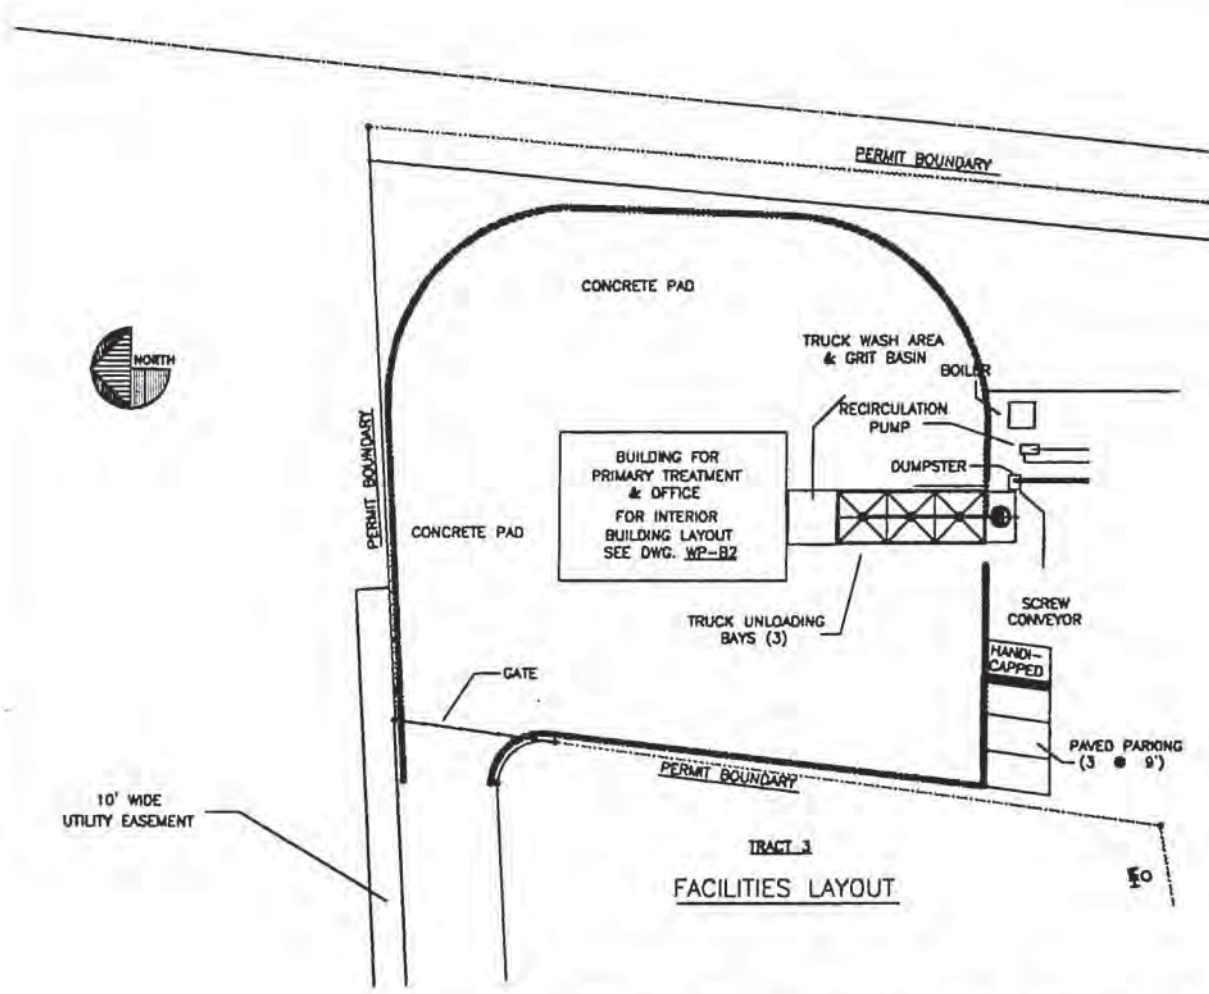 PERMIT BOUNDARY
CONCRETE PAD
TRUCK WASH AREA
& GRIT BASIN
BOILER
NORTH
RECIRCULATION
PUMP
PERMIT BOUNDARY
BUILDING FOR
PRIMARY TREATMENT
& OFFICE
FOR INTERIOR
BUILDING LAYOUT
SEE DWG. WP-B2
DUMPSTER
CONCRETE PAD
SCREW
CONVEYOR
TRUCK UNLOADING
BAYS (3)
HANDI-
CAPPED
GATE
PAVED PARKING
(3 @ 9')
PERMIT BOUNDARY
10' WIDE
UTILITY EASEMENT
TRACT 3
FACILITIES LAYOUT